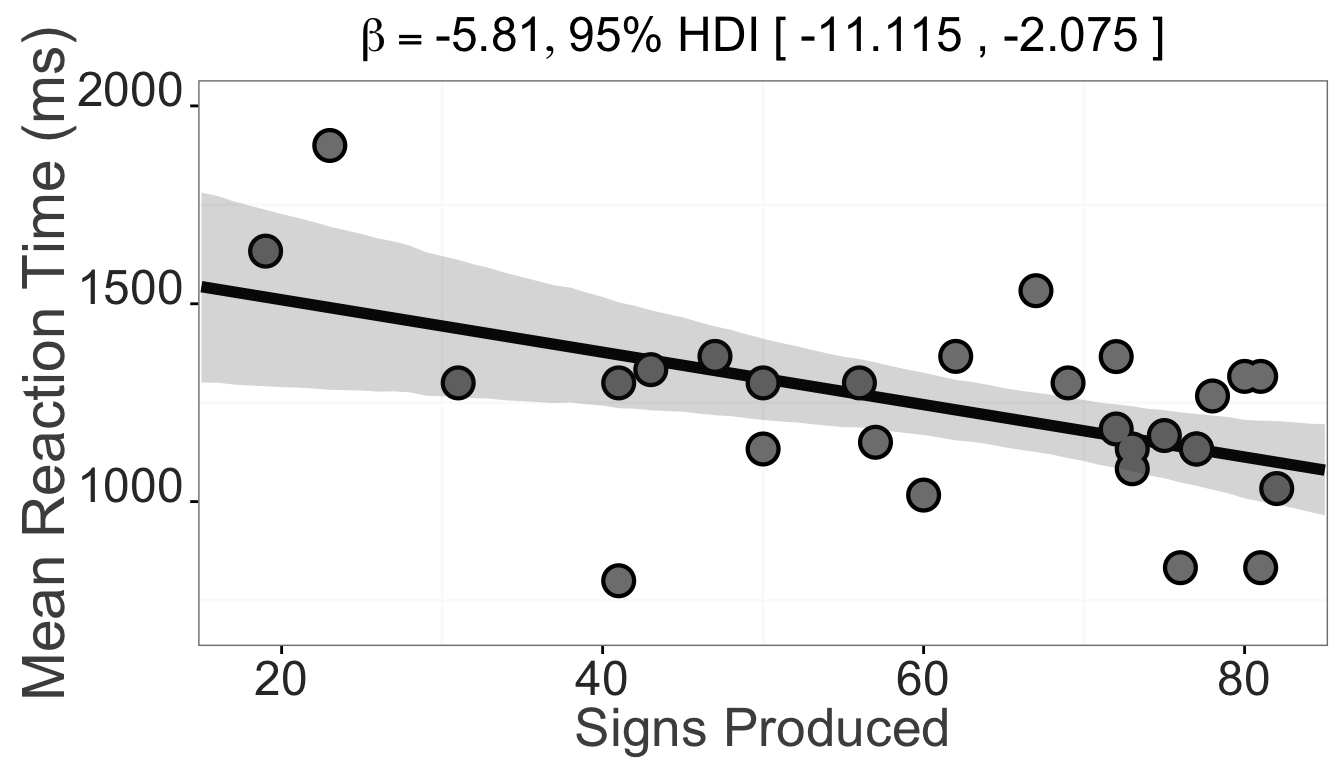 β = -5.81, 95% HDI [ -11.115 , -2.075 ]
Mean Reaction Time (ms)
2000
1500
1000
20 40 60 80
Signs Produced